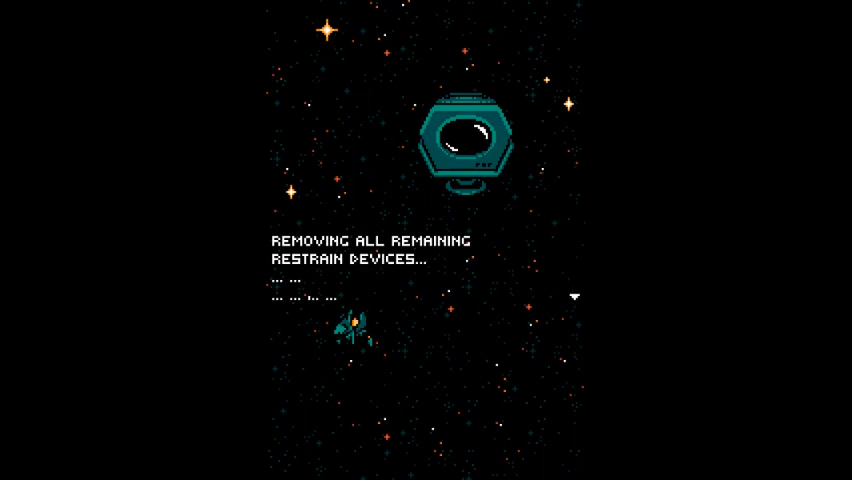 REMOVING ALL REMAINING
RESTRAIN DEVICES...
... ...
... ... ... ...